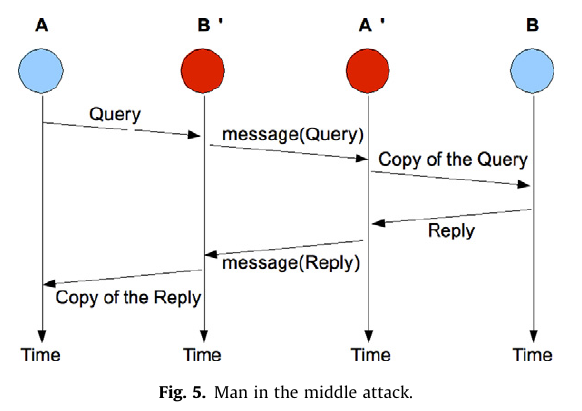 A B ' A ' B
Query
message(Query)
Copy of the Query
Reply
message(Reply)
Copy of the Reply
Time Time Time Time
Fig. 5. Man in the middle attack.